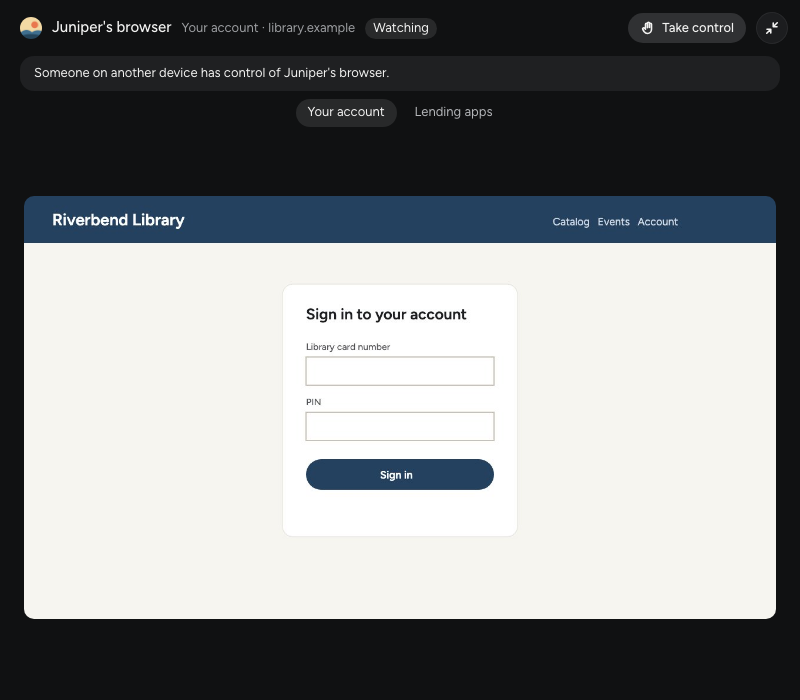 Juniper's browser Your account · library.example Watching Take control
Someone on another device has control of Juniper's browser.
Your account Lending apps
Riverbend Library Catalog Events Account
Sign in to your account
Library card number
PIN
Sign in